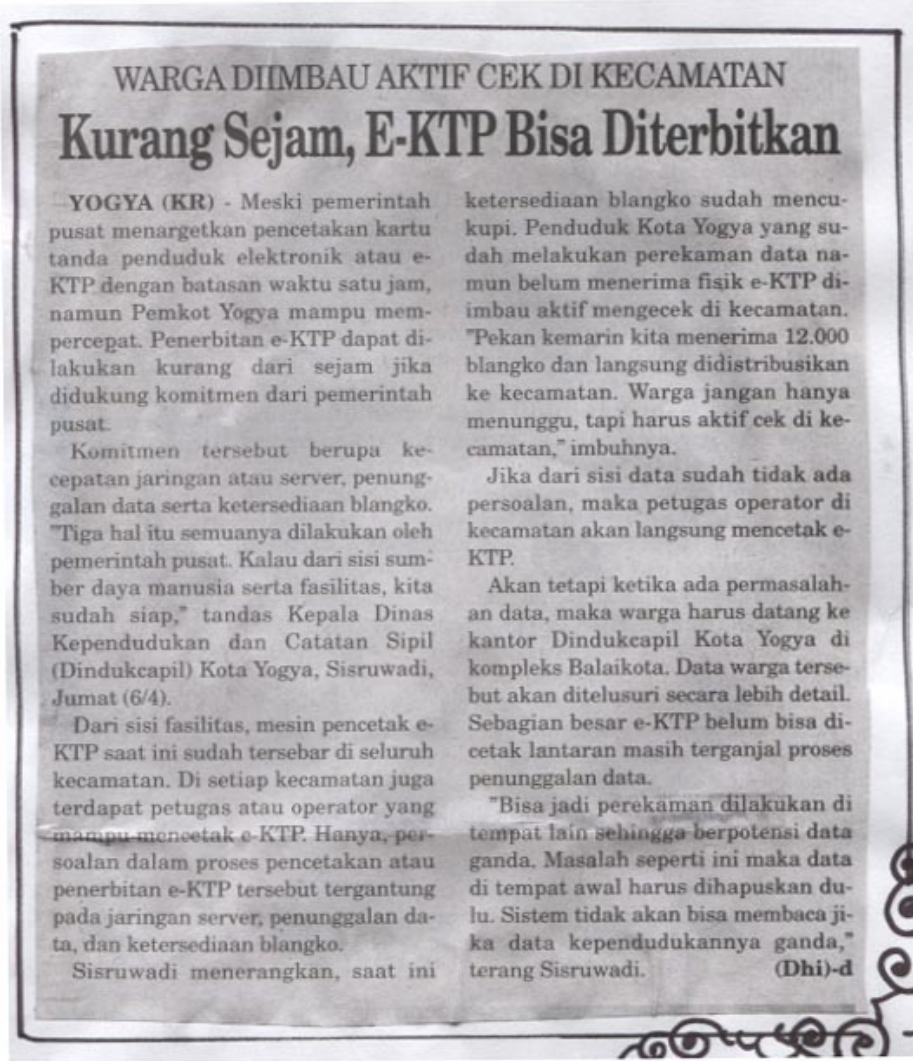 WARGA DIIMBAU AKTIF CEK DI KECAMATAN
Kurang Sejam, E-KTP Bisa Diterbitkan
YOGYA (KR) - Meski pemerintah
pusat menargetkan pencetakan kartu
tanda penduduk elektronik atau e-
KTP dengan batasan waktu satu jam,
namun Pemkot Yogya mampu mem-
percepat. Penerbitan e-KTP dapat di-
lakukan kurang dari sejam jika
didukung komitmen dari pemerintah
pusat.
Komitmen tersebut berupa ke-
cepatan jaringan atau server, penung-
galan data serta ketersediaan blangko.
"Tiga hal itu semuanya dilakukan oleh
pemerintah pusat. Kalau dari sisi sum-
ber daya manusia serta fasilitas, kita
sudah siap," tandas Kepala Dinas
Kependudukan dan Catatan Sipil
(Dindukcapil) Kota Yogya, Sisruwadi,
Jumat (6/4).
Dari sisi fasilitas, mesin pencetak e-
KTP saat ini sudah tersebar di seluruh
kecamatan. Di setiap kecamatan juga
terdapat petugas atau operator yang
mampu mencetak e-KTP. Hanya, per-
soalan dalam proses pencetakan atau
penerbitan e-KTP tersebut tergantung
pada jaringan server, penunggalan da-
ta, dan ketersediaan blangko.
Sisruwadi menerangkan, saat ini
ketersediaan blangko sudah mencu-
kupi. Penduduk Kota Yogya yang su-
dah melakukan perekaman data na-
mun belum menerima fisik e-KTP di-
imbau aktif mengecek di kecamatan.
"Pekan kemarin kita menerima 12.000
blangko dan langsung didistribusikan
ke kecamatan. Warga jangan hanya
menunggu, tapi harus aktif cek di ke-
camatan," imbuhnya.
Jika dari sisi data sudah tidak ada
persoalan, maka petugas operator di
kecamatan akan langsung mencetak e-
KTP.
Akan tetapi ketika ada permasalah-
an data, maka warga harus datang ke
kantor Dindukcapil Kota Yogya di
kompleks Balaikota. Data warga terse-
but akan ditelusuri secara lebih detail.
Sebagian besar e-KTP belum bisa di-
cetak lantaran masih terganjal proses
penunggalan data.
"Bisa jadi perekaman dilakukan di
tempat lain sehingga berpotensi data
ganda. Masalah seperti ini maka data
di tempat awal harus dihapuskan du-
lu. Sistem tidak akan bisa membaca ji-
ka data kependudukannya ganda,"
terang Sisruwadi. (Dhi)-d